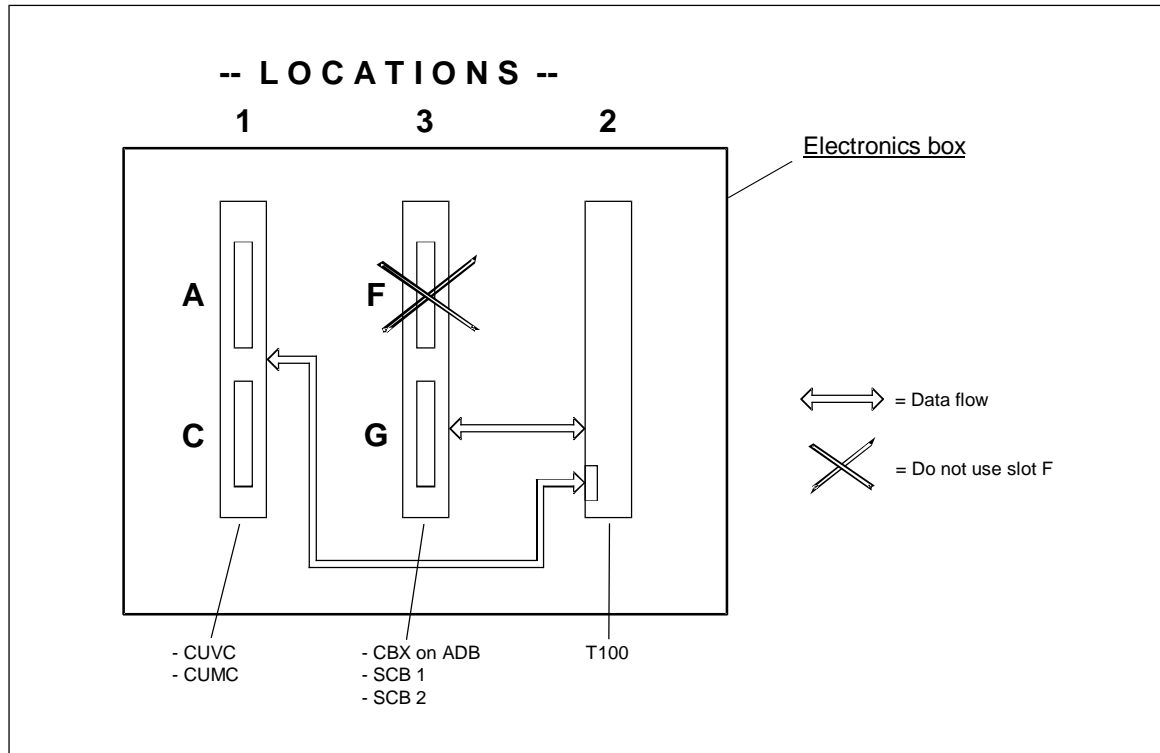 -- L O C A T I O N S --
1 3 2
Electronics box
A F
= Data flow
C G
= Do not use slot F
- CUVC - CBX on ADB T100
- CUMC - SCB 1
- SCB 2